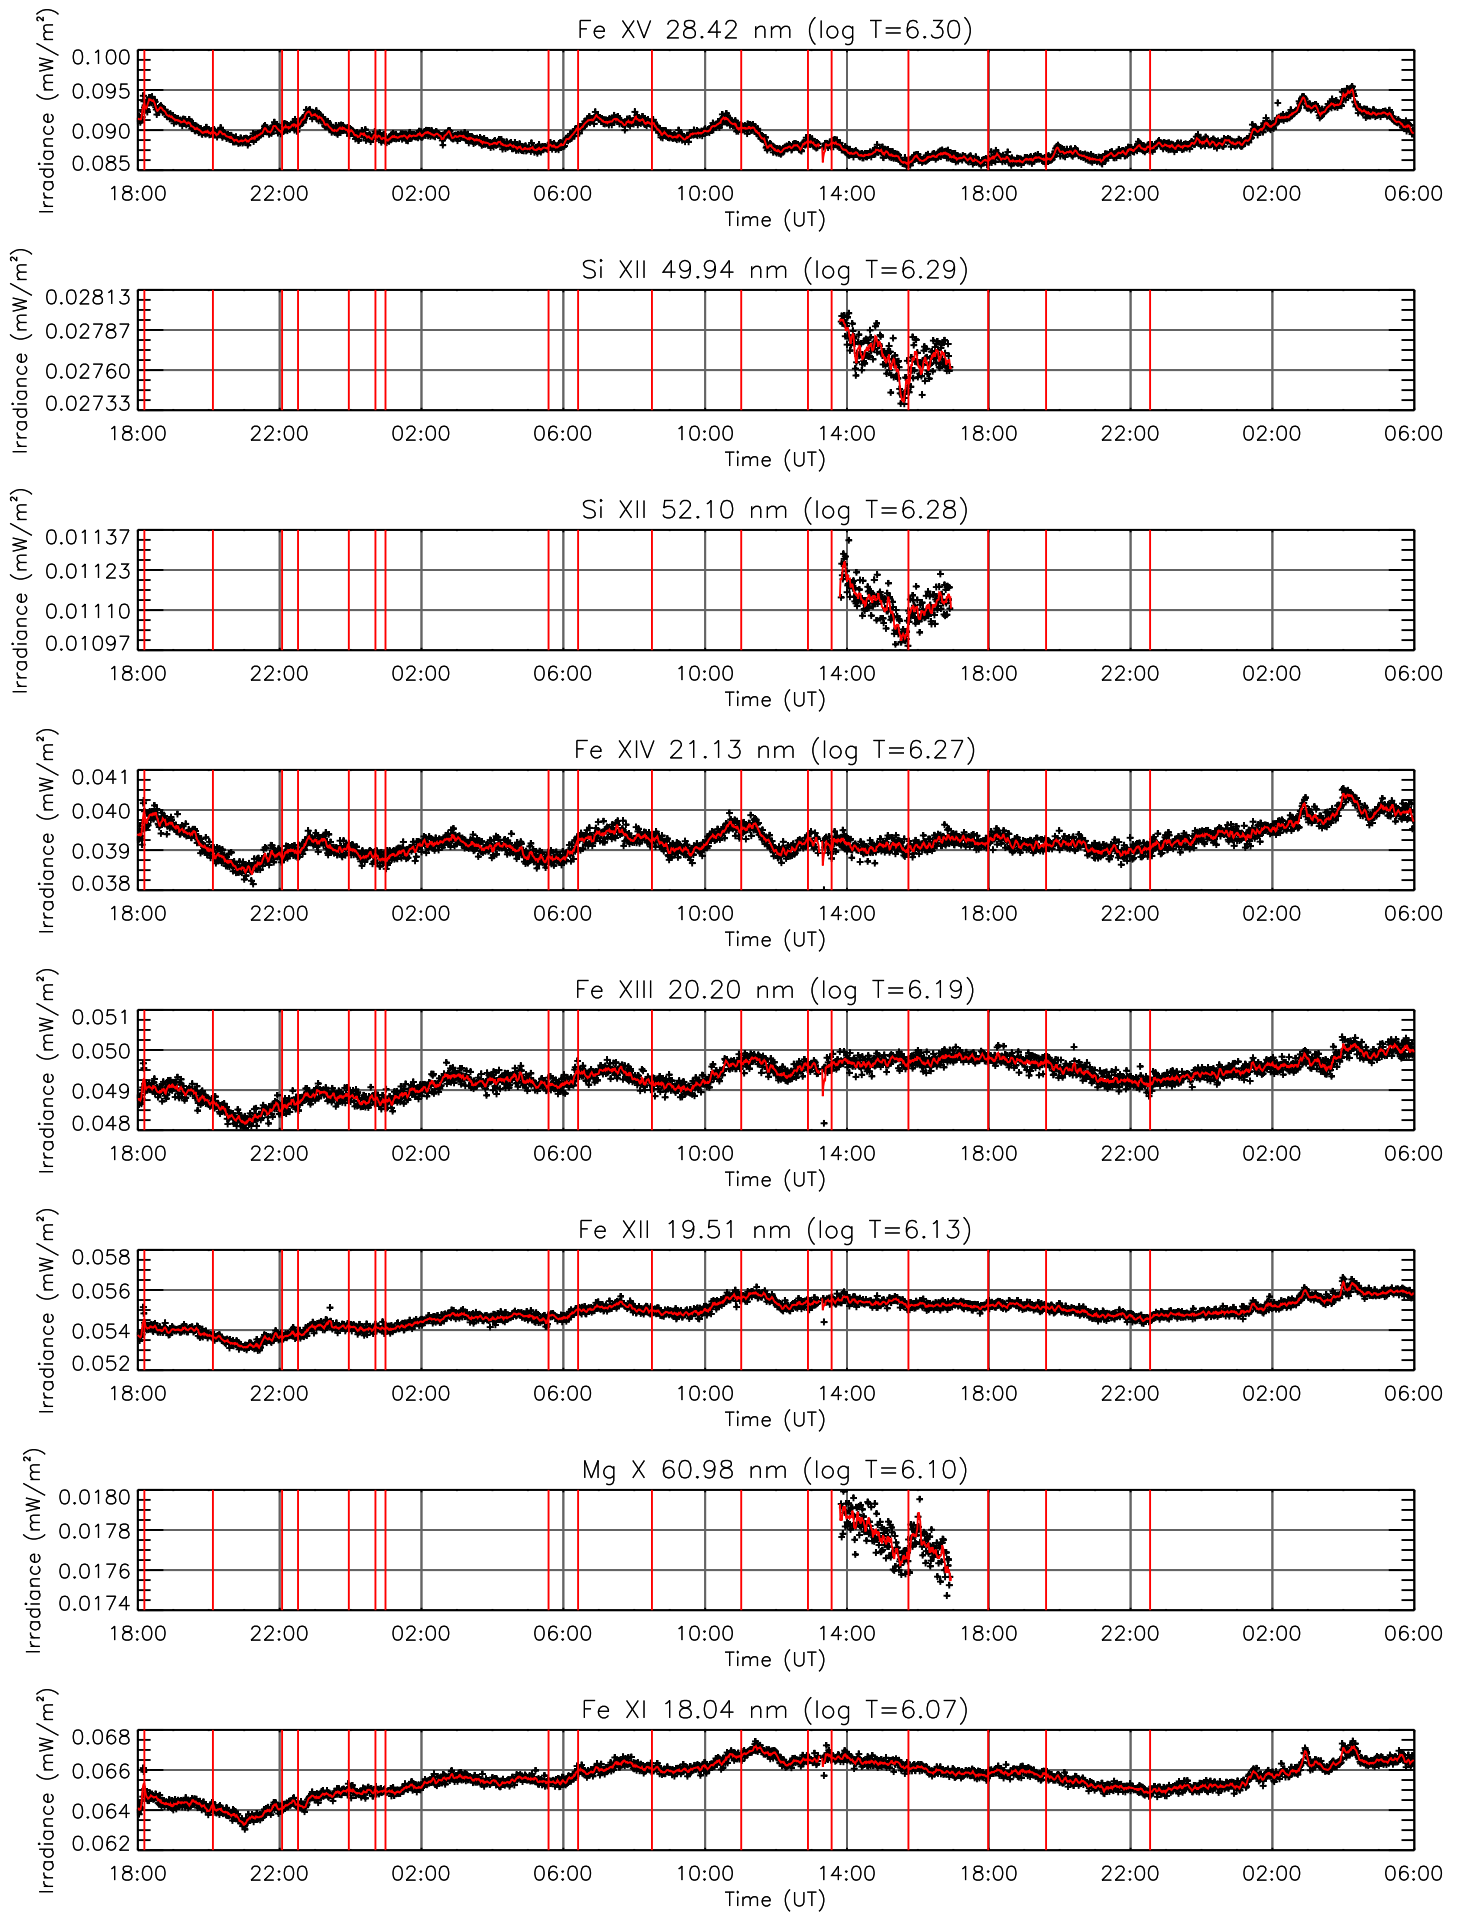 Fe XV 28.42 nm (log T=6.30)
Irradiance (mW/m²)
0.100
0.095
0.090
0.085
18:00 22:00 02:00 06:00 10:00 14:00 18:00 22:00 02:00 06:00
Time (UT)
Si XII 49.94 nm (log T=6.29)
Irradiance (mW/m²)
0.02813
0.02787
0.02760
0.02733
18:00 22:00 02:00 06:00 10:00 14:00 18:00 22:00 02:00 06:00
Time (UT)
Si XII 52.10 nm (log T=6.28)
Irradiance (mW/m²)
0.01137
0.01123
0.01110
0.01097
18:00 22:00 02:00 06:00 10:00 14:00 18:00 22:00 02:00 06:00
Time (UT)
Fe XIV 21.13 nm (log T=6.27)
Irradiance (mW/m²)
0.041
0.040
0.039
0.038
18:00 22:00 02:00 06:00 10:00 14:00 18:00 22:00 02:00 06:00
Time (UT)
Fe XIII 20.20 nm (log T=6.19)
Irradiance (mW/m²)
0.051
0.050
0.049
0.048
18:00 22:00 02:00 06:00 10:00 14:00 18:00 22:00 02:00 06:00
Time (UT)
Fe XII 19.51 nm (log T=6.13)
Irradiance (mW/m²)
0.058
0.056
0.054
0.052
18:00 22:00 02:00 06:00 10:00 14:00 18:00 22:00 02:00 06:00
Time (UT)
Mg X 60.98 nm (log T=6.10)
Irradiance (mW/m²)
0.0180
0.0178
0.0176
0.0174
18:00 22:00 02:00 06:00 10:00 14:00 18:00 22:00 02:00 06:00
Time (UT)
Fe XI 18.04 nm (log T=6.07)
Irradiance (mW/m²)
0.068
0.066
0.064
0.062
18:00 22:00 02:00 06:00 10:00 14:00 18:00 22:00 02:00 06:00
Time (UT)